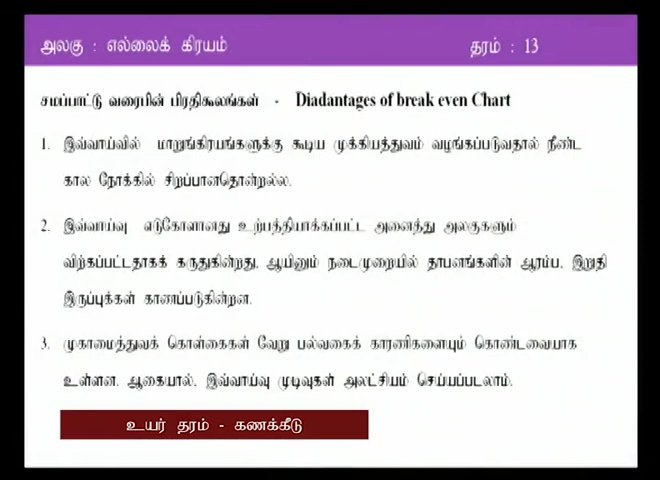 அலகு : எல்லைக் கிரயம்
தரம் : 13
சமப்பாட்டு வரைபின் பிரதிகூலங்கள் - Diadantages of break even Chart
1. இவ்வாய்வில் மாறுங்கிரயங்களுக்கு கூடிய முக்கியத்துவம் வழங்கப்படுவதால் நீண்ட
கால நோக்கில் சிறப்பானதொன்றல்ல.
2. இவ்வாய்வு எடுகோளானது உற்பத்தியாக்கப்பட்ட அனைத்து அலகுகளும்
விற்கப்பட்டதாகக் கருதுகின்றது. ஆயினும் நடைமுறையில் தாபனங்களின் ஆரம்ப, இறுதி
இருப்புக்கள் காணப்படுகின்றன.
3. முகாமைத்துவக் கொள்கைகள் வேறு பல்வகைக் காரணிகளையும் கொண்டவையாக
உள்ளன. ஆகையால், இவ்வாய்வு முடிவுகள் அலட்சியம் செய்யப்படலாம்.
உயர் தரம் - கணக்கீடு